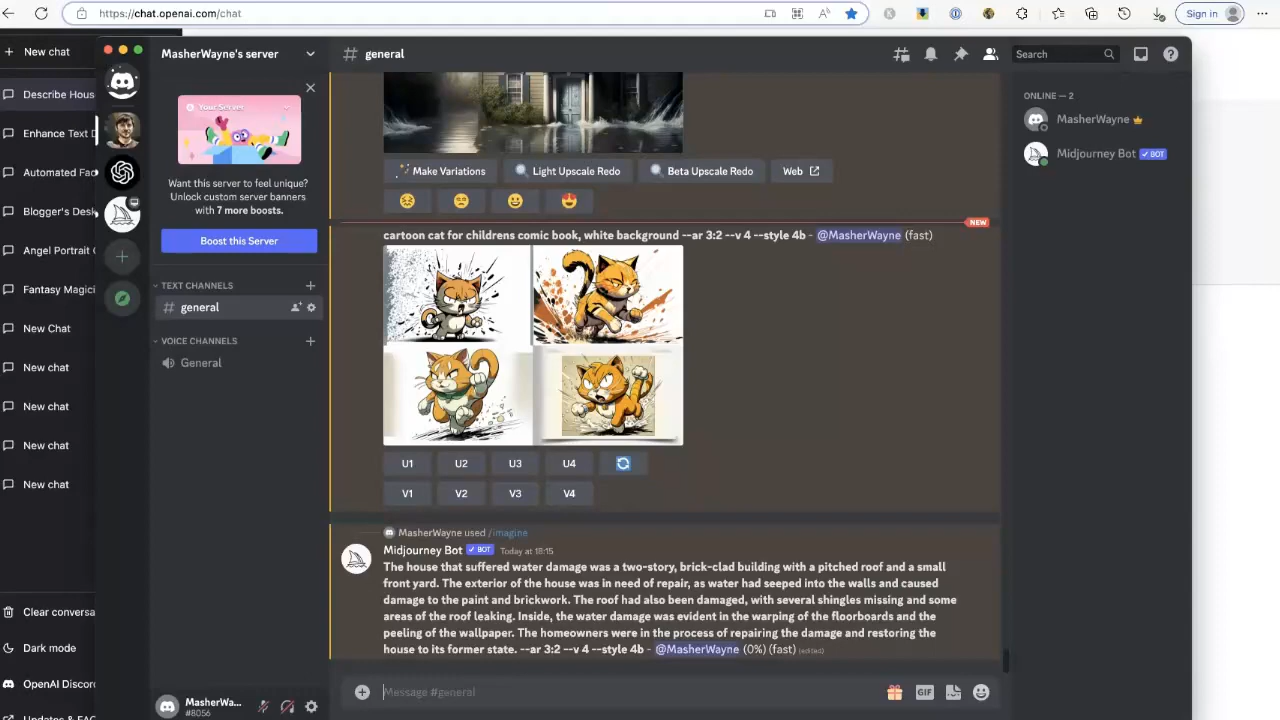 https://chat.openai.com/chat
Sign in
New chat
Describe Hous
Enhance Text D
Automated Fac
Blogger's Desk
Angel Portrait
Fantasy Magici
New Chat
New chat
New chat
New chat
New chat
Clear conversa
Dark mode
OpenAI Discord
Updates & FAQ
MasherWayne's server
Your Server
Want this server to feel unique?
Unlock custom server banners
with 7 more boosts.
Boost this Server
TEXT CHANNELS
# general
VOICE CHANNELS
General
MasherWa...
#8056
# general
Search
Make Variations
Light Upscale Redo
Beta Upscale Redo
Web
NEW
cartoon cat for childrens comic book, white background --ar 3:2 --v 4 --style 4b - @MasherWayne (fast)
U1 U2 U3 U4
V1 V2 V3 V4
MasherWayne used /imagine
Midjourney Bot ✓ BOT Today at 18:15
The house that suffered water damage was a two-story, brick-clad building with a pitched roof and a small
front yard. The exterior of the house was in need of repair, as water had seeped into the walls and caused
damage to the paint and brickwork. The roof had also been damaged, with several shingles missing and some
areas of the roof leaking. Inside, the water damage was evident in the warping of the floorboards and the
peeling of the wallpaper. The homeowners were in the process of repairing the damage and restoring the
house to its former state. --ar 3:2 --v 4 --style 4b - @MasherWayne (0%) (fast) (edited)
Message #general
GIF
ONLINE — 2
MasherWayne
Midjourney Bot ✓ BOT